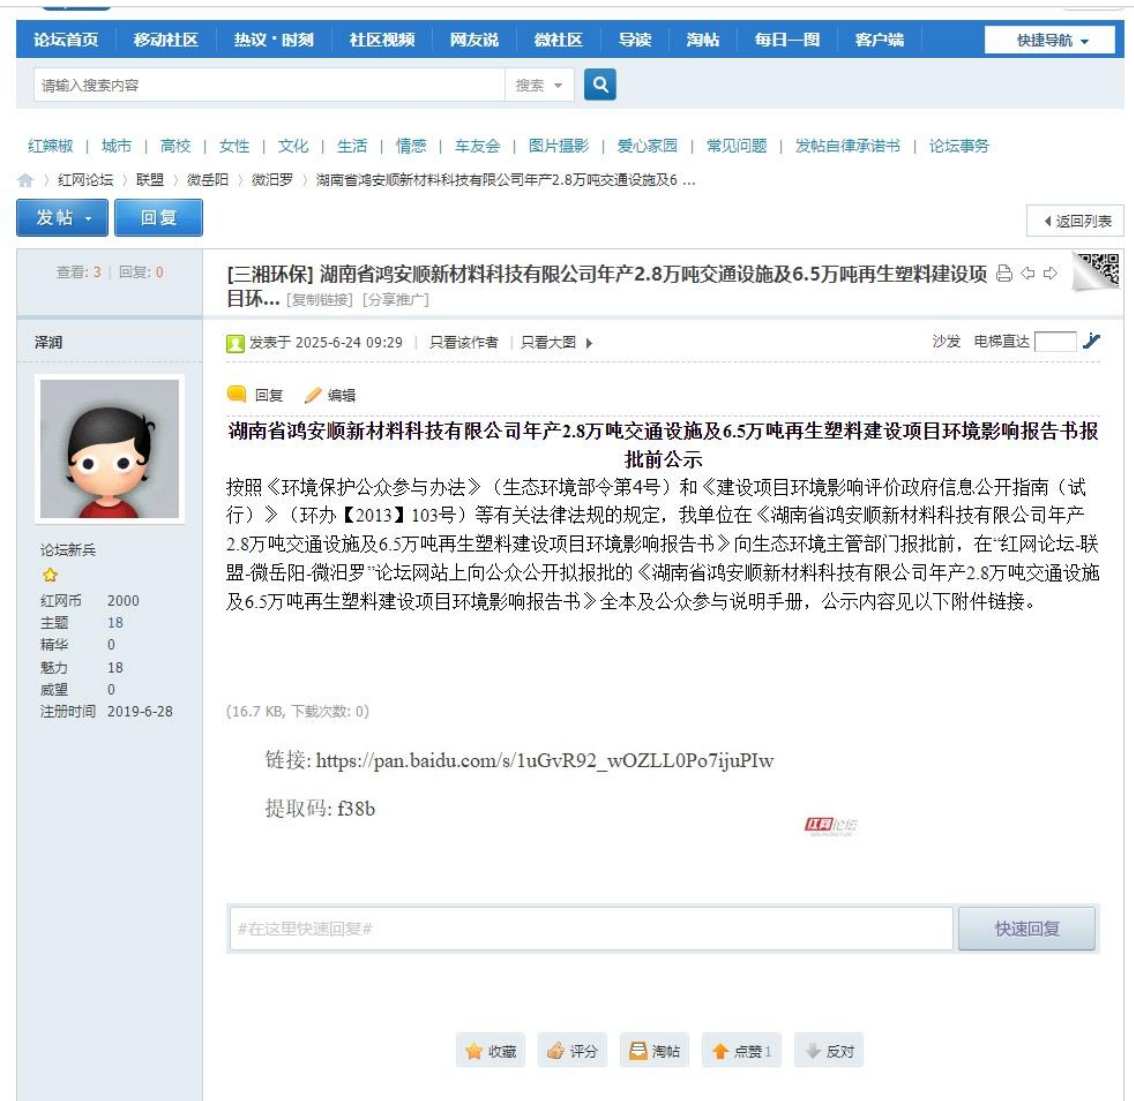 论坛首页 移动社区 热议·时刻 社区视频 网友说 微社区 导读 淘帖 每日一图 客户端 快捷导航
请输入搜索内容 搜索
红辣椒 | 城市 | 高校 | 女性 | 文化 | 生活 | 情感 | 车友会 | 图片摄影 | 爱心家园 | 常见问题 | 发帖自律承诺书 | 论坛事务
〉红网论坛 〉联盟 〉微岳阳 〉微汨罗 〉湖南省鸿安顺新材料科技有限公司年产2.8万吨交通设施及6 ...
发帖 回复 返回列表
查看: 3 | 回复: 0
[三湘环保] 湖南省鸿安顺新材料科技有限公司年产2.8万吨交通设施及6.5万吨再生塑料建设项
目环... [复制链接] [分享推广]
泽润
发表于 2025-6-24 09:29 | 只看该作者 | 只看大图 沙发 电梯直达
回复 编辑
湖南省鸿安顺新材料科技有限公司年产2.8万吨交通设施及6.5万吨再生塑料建设项目环境影响报告书报
批前公示
按照《环境保护公众参与办法》（生态环境部令第4号）和《建设项目环境影响评价政府信息公开指南（试
行）》（环办【2013】103号）等有关法律法规的规定，我单位在《湖南省鸿安顺新材料科技有限公司年产
2.8万吨交通设施及6.5万吨再生塑料建设项目环境影响报告书》向生态环境主管部门报批前，在“红网论坛-联
盟-微岳阳-微汨罗”论坛网站上向公众公开拟报批的《湖南省鸿安顺新材料科技有限公司年产2.8万吨交通设施
及6.5万吨再生塑料建设项目环境影响报告书》全本及公众参与说明手册，公示内容见以下附件链接。
论坛新兵
红网币 2000
主题 18
精华 0
魅力 18
威望 0
注册时间 2019-6-28
(16.7 KB, 下载次数: 0)
链接: https://pan.baidu.com/s/1uGvR92_wOZLL0Po7ijuPIw
提取码: f38b
红网论坛
#在这里快速回复# 快速回复
收藏 评分 淘帖 点赞 1 反对